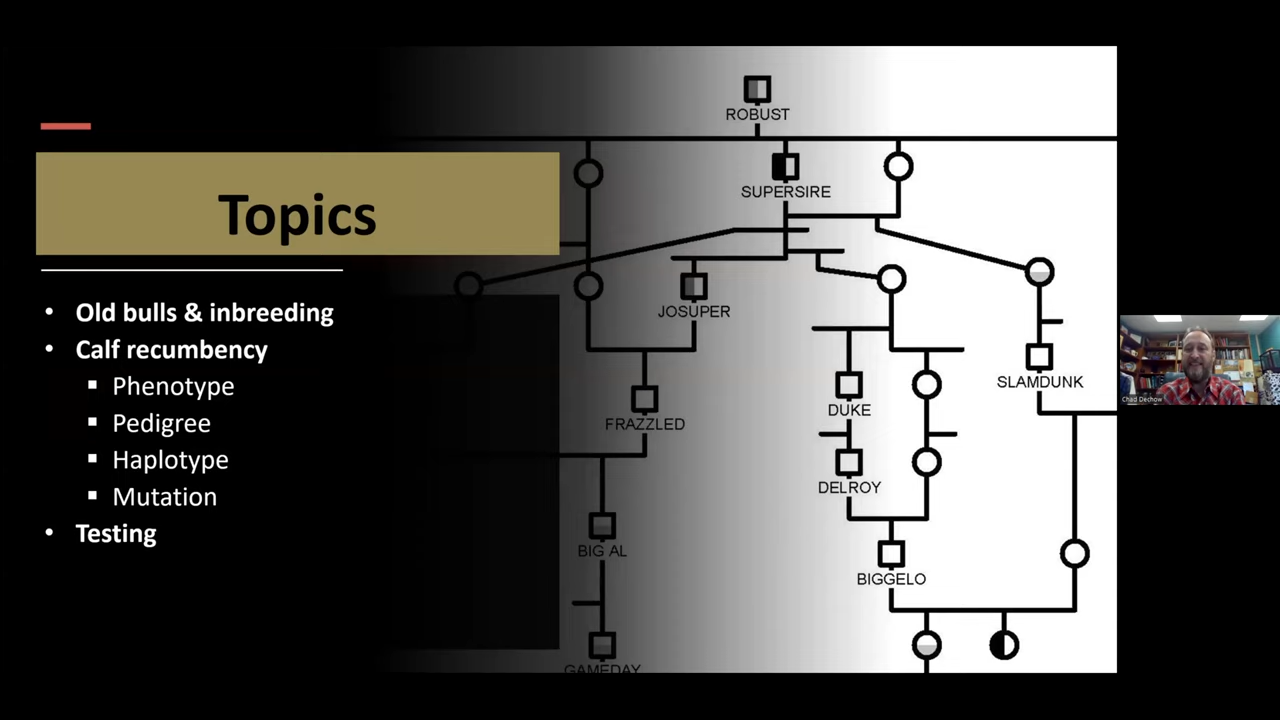 ROBUST
SUPERSIRE
Topics
JOSUPER
SLAMDUNK
DUKE
FRAZZLED
DELROY
BIG AL
BIGGELO
GAMEDAY
• Old bulls & inbreeding
• Calf recumbency
▪ Phenotype
▪ Pedigree
▪ Haplotype
▪ Mutation
• Testing
Chad Dechow